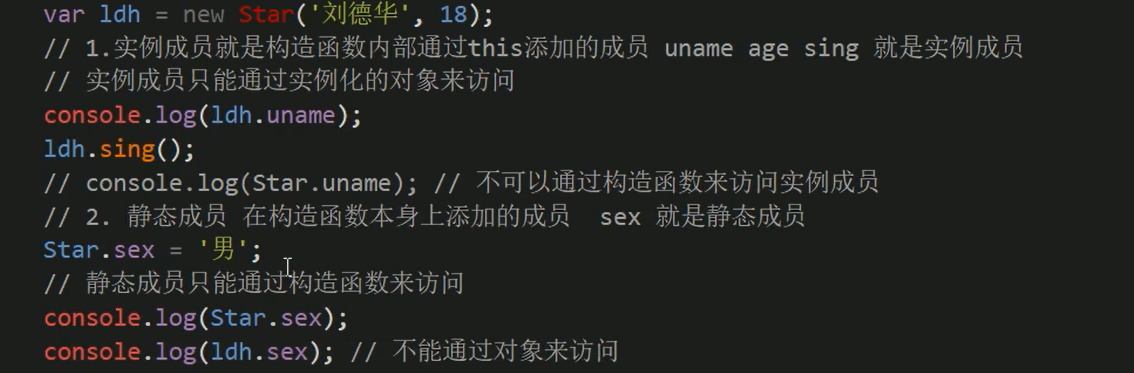 var ldh = new Star('刘德华', 18);
// 1.实例成员就是构造函数内部通过this添加的成员 uname age sing 就是实例成员
// 实例成员只能通过实例化的对象来访问
console.log(ldh.uname);
ldh.sing();
// console.log(Star.uname); // 不可以通过构造函数来访问实例成员
// 2. 静态成员 在构造函数本身上添加的成员  sex 就是静态成员
Star.sex = '男';
// 静态成员只能通过构造函数来访问
console.log(Star.sex);
console.log(ldh.sex); // 不能通过对象来访问